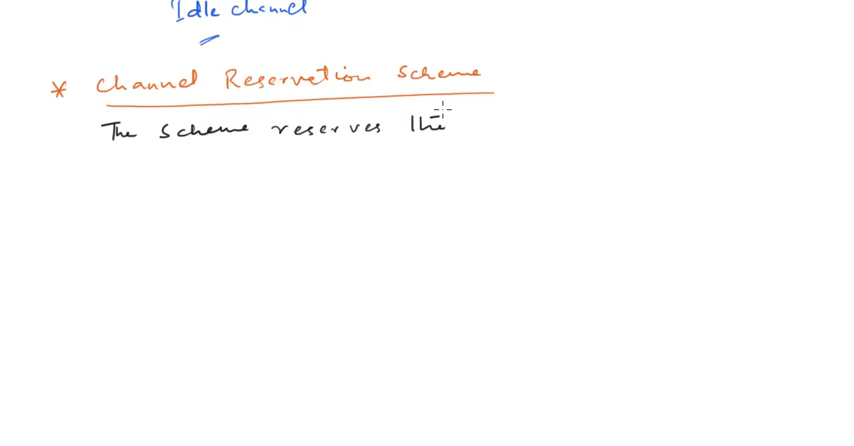 Idle channel
* Channel Reservation Scheme
The scheme reserves the